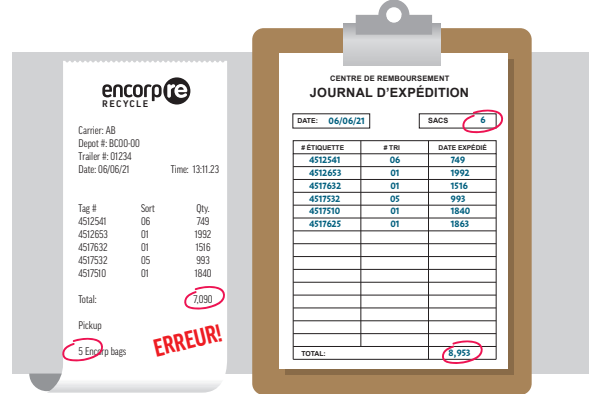 encorp re
RECYCLE
Carrier: AB
Depot #: BC00-00
Trailer #: 01234
Date: 06/06/21 Time: 13:11.23
Tag # Sort Qty.
4512541 06 749
4512653 01 1992
4517632 01 1516
4517532 05 993
4517510 01 1840
Total: 7,090
Pickup
5 Encorp bags
ERREUR!
CENTRE DE REMBOURSEMENT
JOURNAL D'EXPÉDITION
DATE: 06/06/21 SACS 6
# ÉTIQUETTE # TRI DATE EXPÉDIÉ
4512541 06 749
4512653 01 1992
4517632 01 1516
4517532 05 993
4517510 01 1840
4517625 01 1863
TOTAL: 8,953